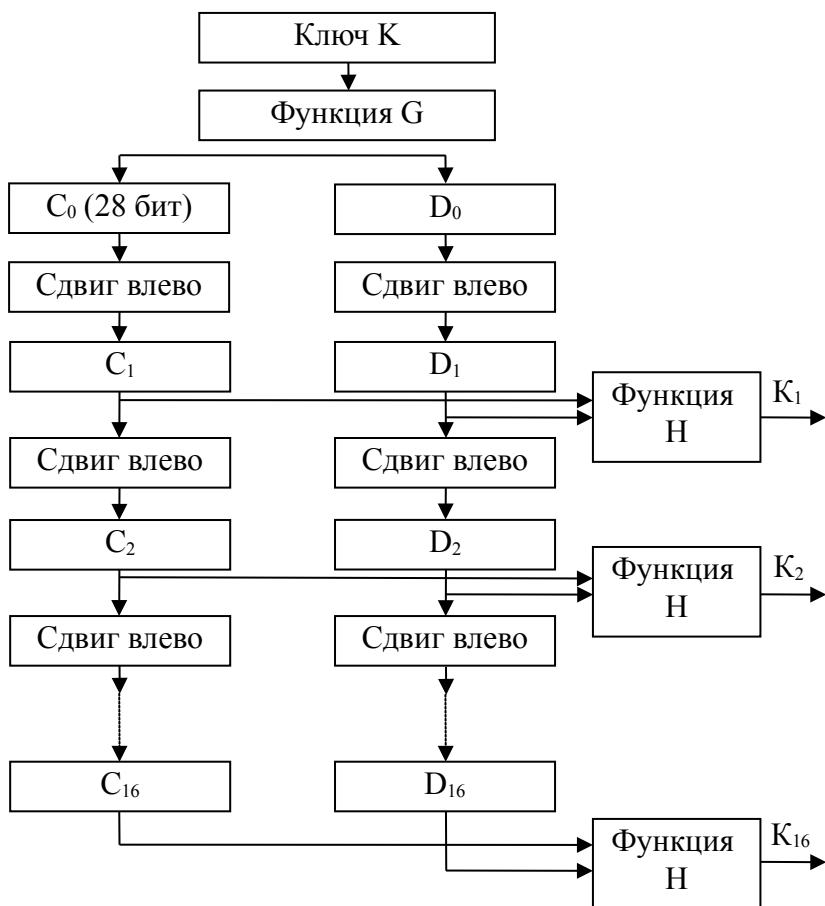 Ключ K
Функция G
C₀ (28 бит)
D₀
Сдвиг влево
Сдвиг влево
C₁
D₁
Функция
H
K₁
Сдвиг влево
Сдвиг влево
C₂
D₂
Функция
H
K₂
Сдвиг влево
Сдвиг влево
C₁₆
D₁₆
Функция
H
K₁₆